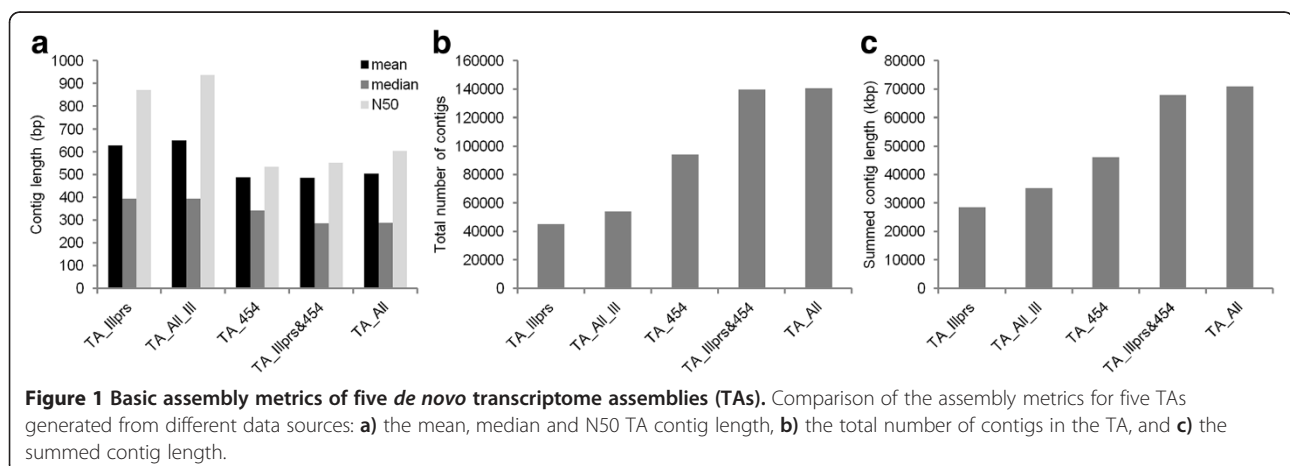 a
1000
900
800
700
600
500
400
300
200
100
0
Contig length (bp)
mean
median
N50
TA_Illprs
TA_All_Ill
TA_454
TA_Illprs&454
TA_All
b
160000
140000
120000
100000
80000
60000
40000
20000
0
Total number of contigs
TA_Illprs
TA_All_Ill
TA_454
TA_Illprs&454
TA_All
c
80000
70000
60000
50000
40000
30000
20000
10000
0
Summed contig length (kbp)
TA_Illprs
TA_All_Ill
TA_454
TA_Illprs&454
TA_All
Figure 1 Basic assembly metrics of five de novo transcriptome assemblies (TAs). Comparison of the assembly metrics for five TAs
generated from different data sources: a) the mean, median and N50 TA contig length, b) the total number of contigs in the TA, and c) the
summed contig length.